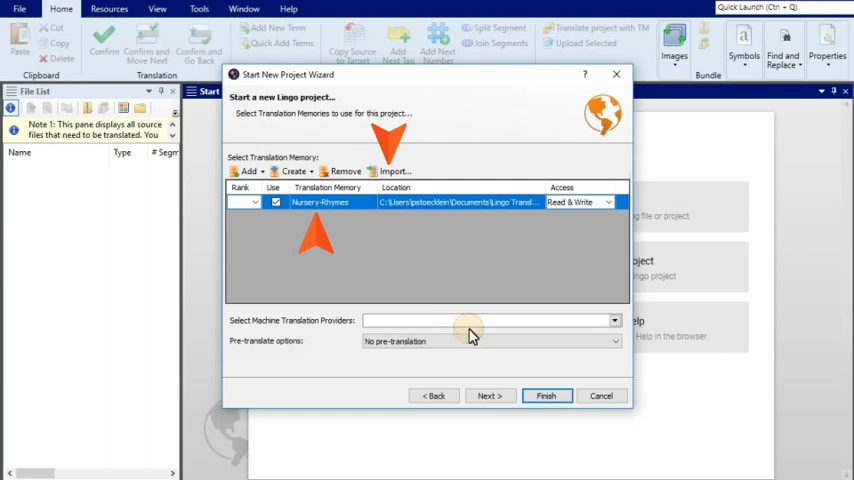 File Home Resources View Tools Window Help
Quick Launch (
Paste
Cut
Copy
Delete
Clipboard
Confirm
Confirm and Move Next
Confirm and Go Back
Translation
Add New Term
Quick Add Terms
Copy Source to Target
Add Next Tag
Add Next Number
Split Segment
Join Segments
Translate project with TM
Upload Selected
Images
Symbols
Find and Replace
Properties
Bundle
File List
Note 1: This pane displays all source
files that need to be translated. You
Name Type # Segm
Start
Start New Project Wizard
Start a new Lingo project...
Select Translation Memories to use for this project...
Select Translation Memory:
Add Create Remove Import...
Rank Use Translation Memory Location Access
Nursery-Rhymes C:\Users\pstoecklein\Documents\Lingo Transl... Read & Write
Select Machine Translation Providers:
Pre-translate options: No pre-translation
< Back Next > Finish Cancel
ng file or project
oject
ngo project
elp
Help in the browser